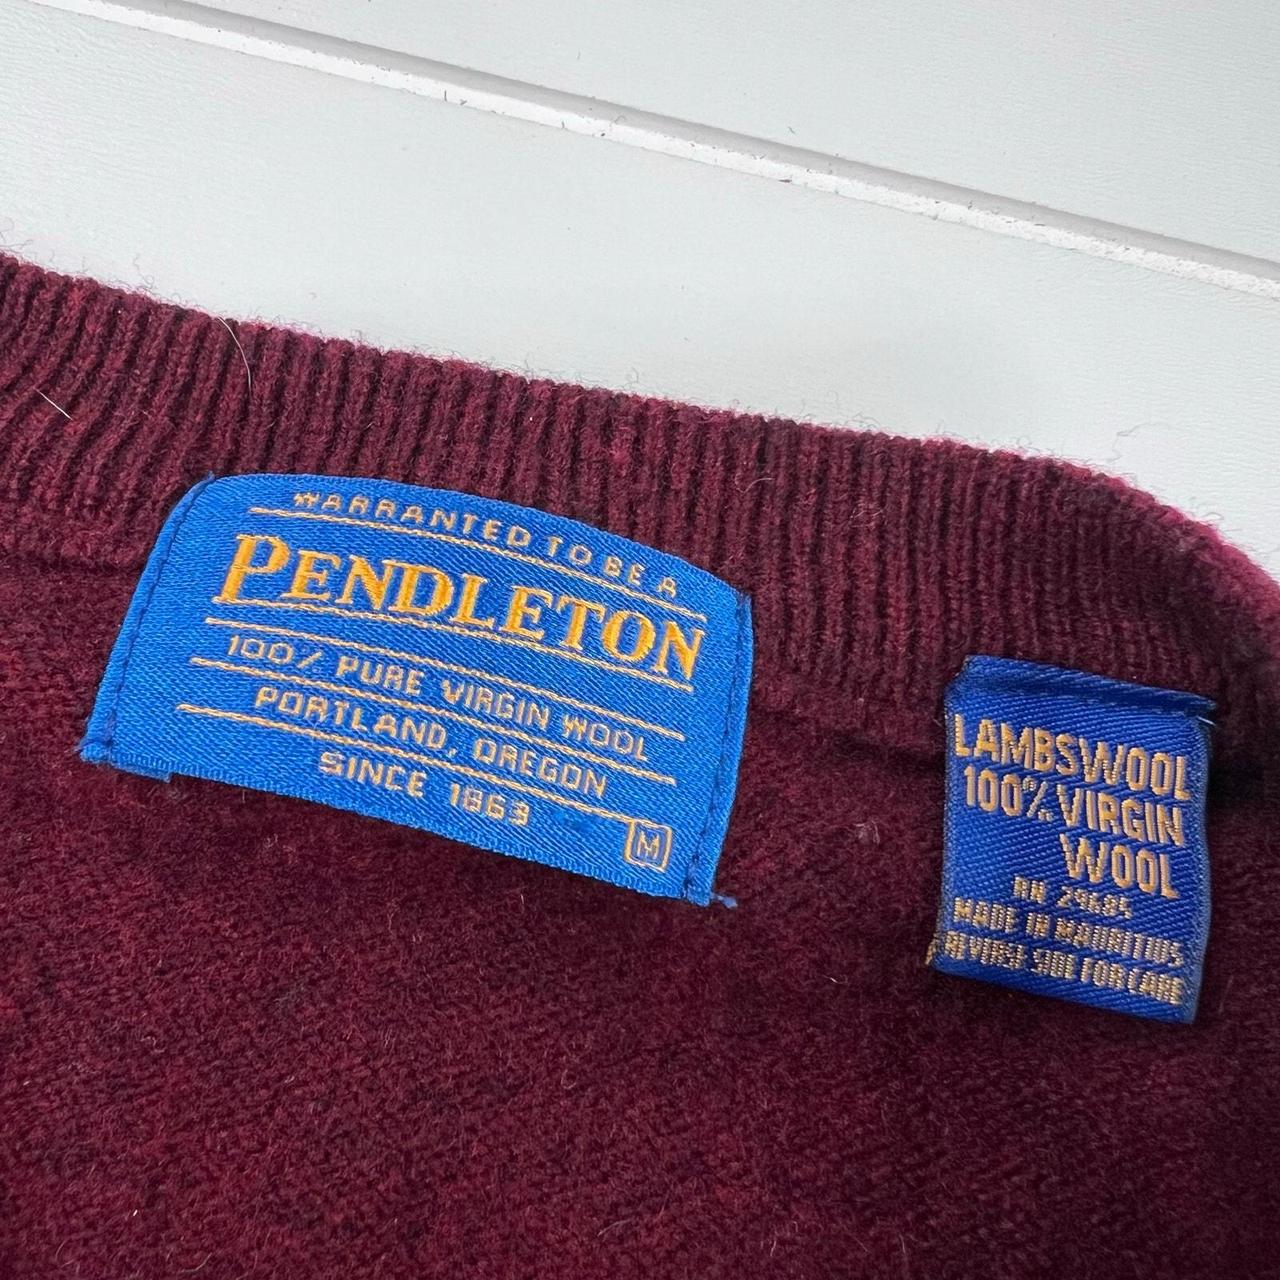 WARRANTED TO BE A
PENDLETON
100% PURE VIRGIN WOOL
PORTLAND, OREGON
SINCE 1863
M
LAMBSWOOL
100% VIRGIN
WOOL
RN 29684
MADE IN MAURITIUS
REVERSE SIDE FOR CARE